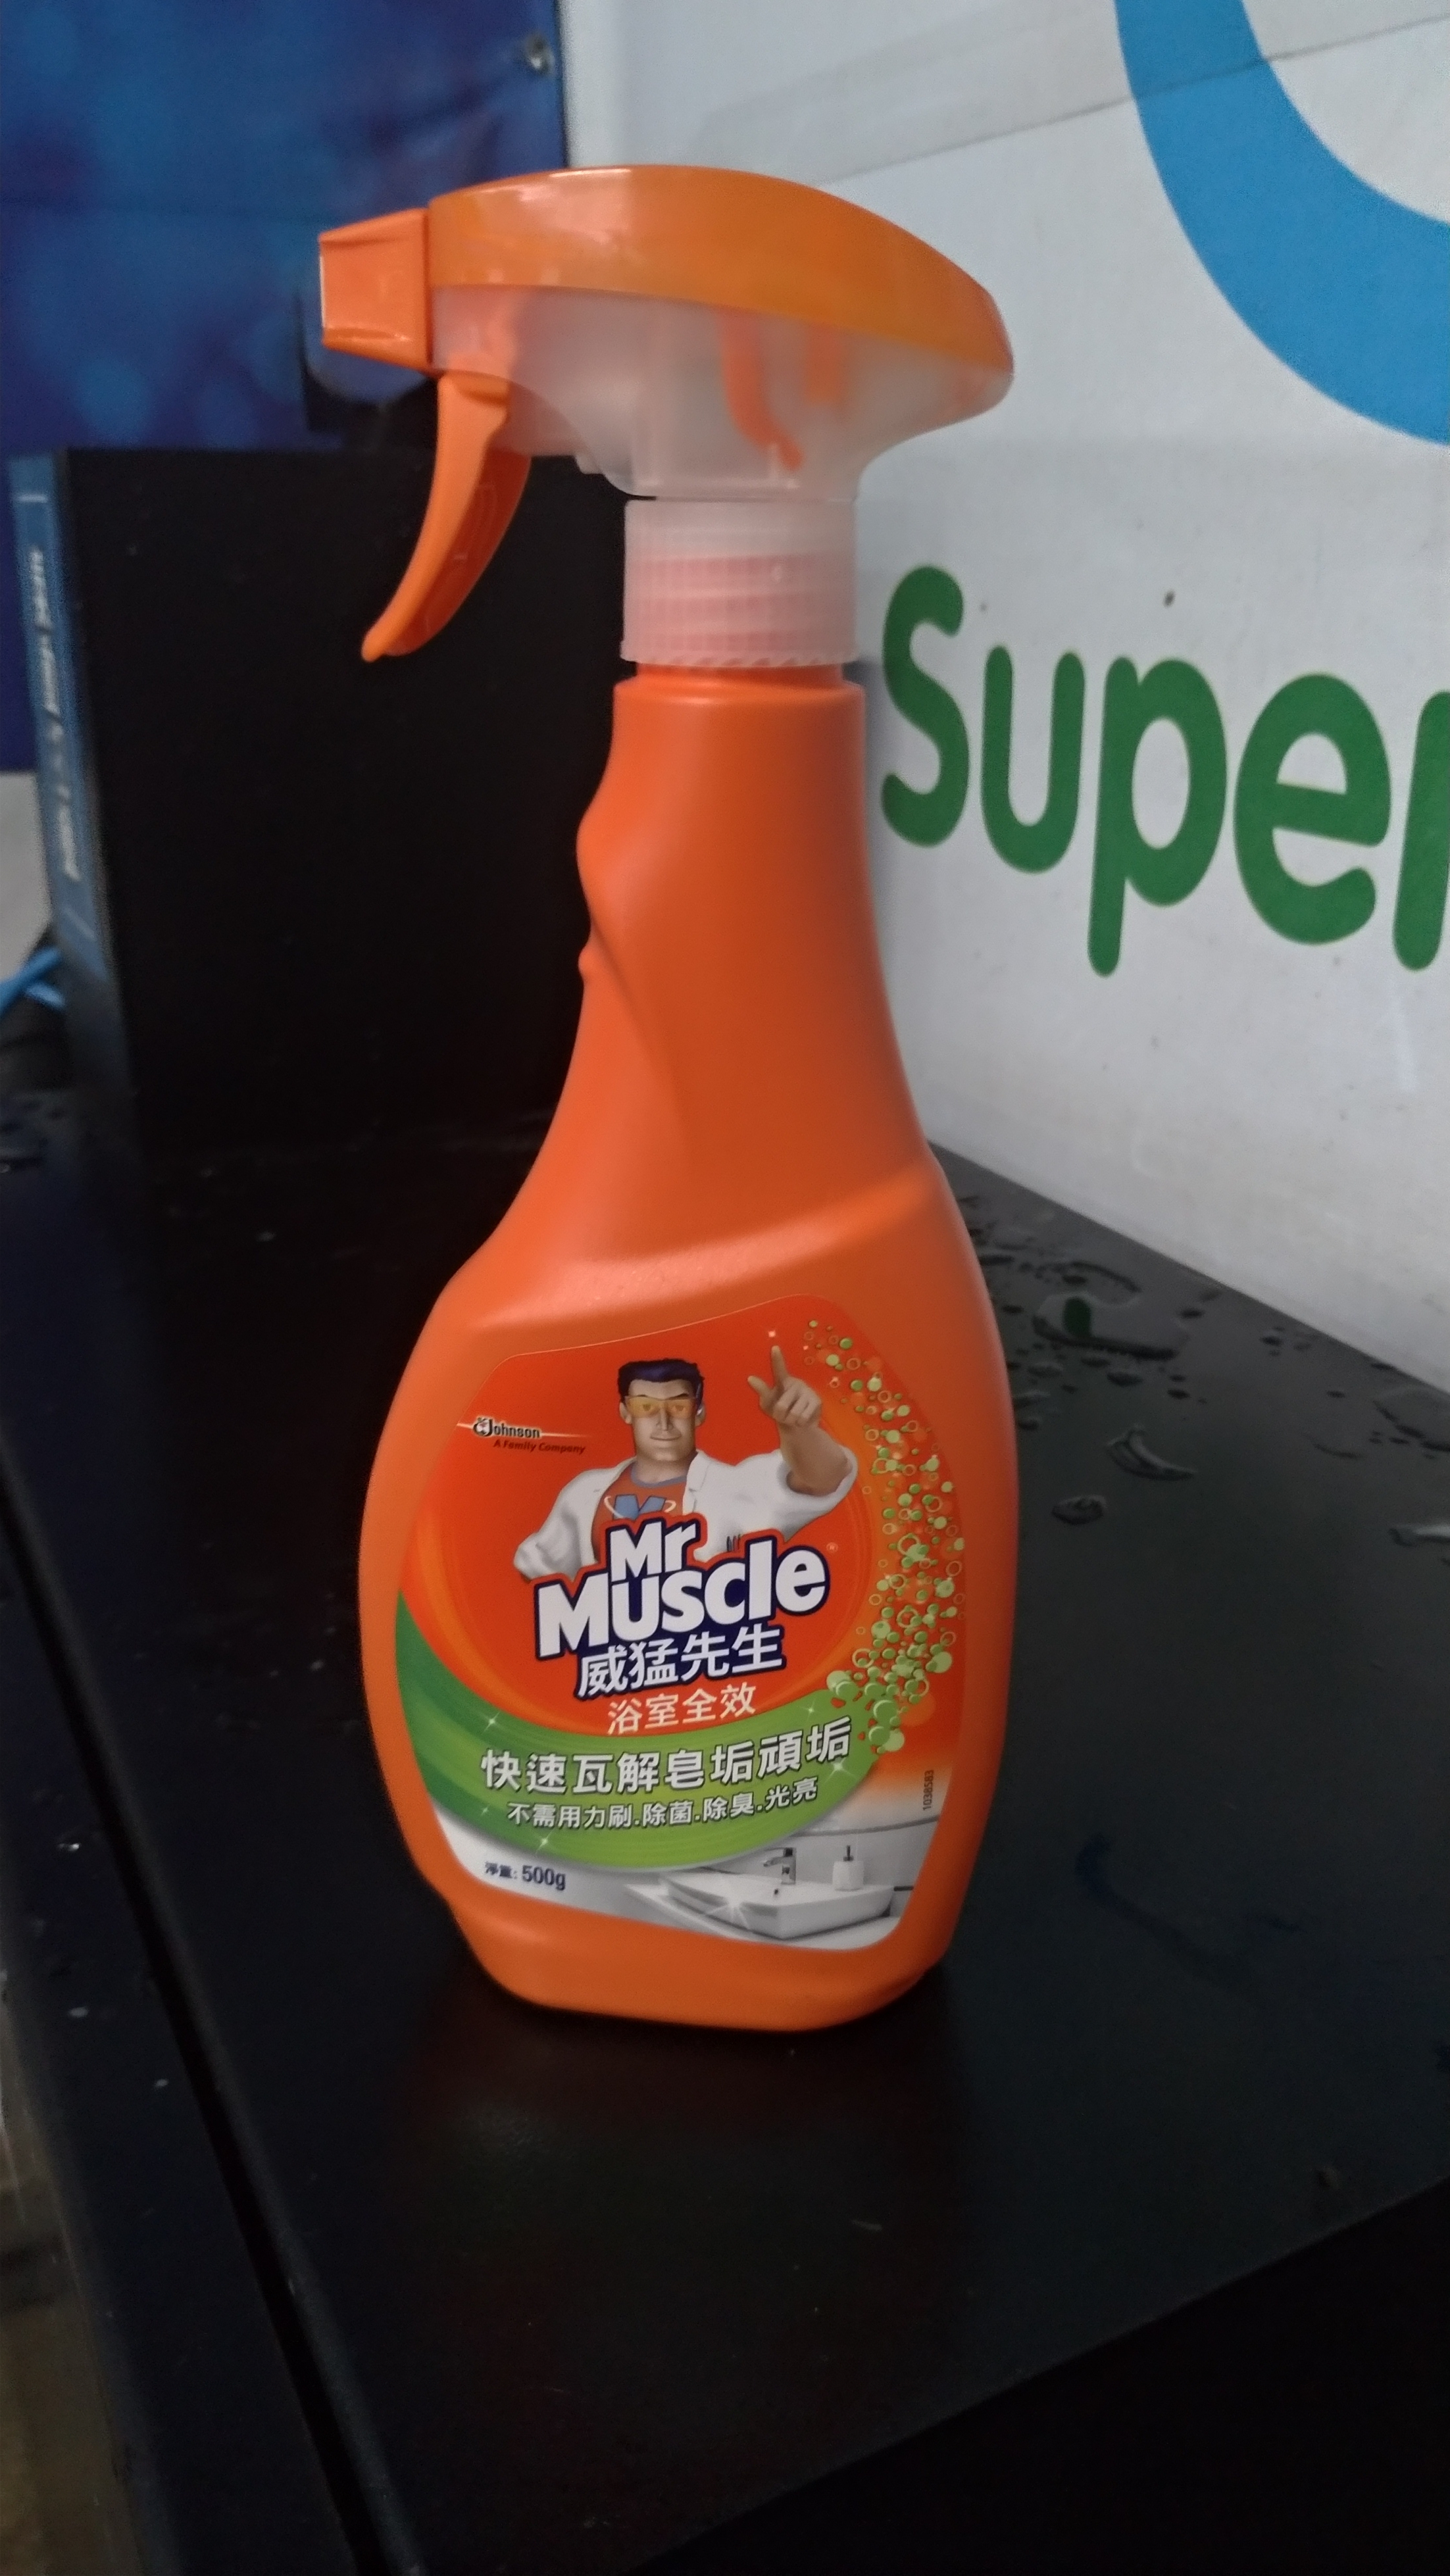 Super
Johnson
A Family Company
Mr
Muscle®
威猛先生
浴室全效
快速瓦解皂垢頑垢
不需用力刷.除菌.除臭.光亮
淨重: 500g
1038583